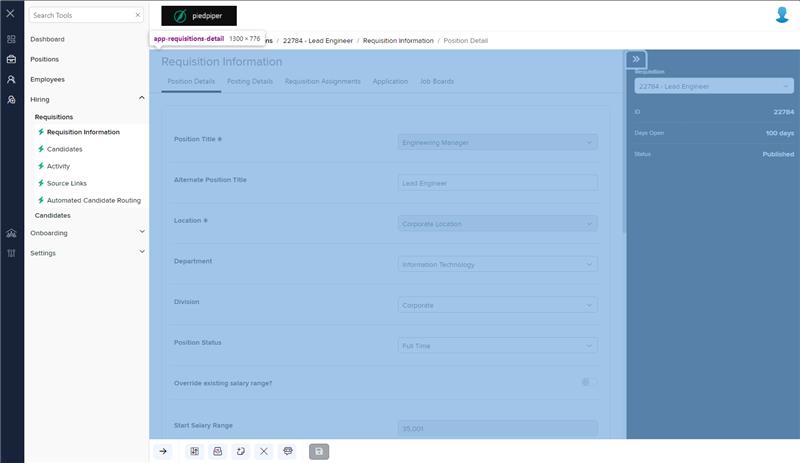 Search Tools
piedpiper
Dashboard
Positions
Employees
Hiring
Requisitions
Requisition Information
Candidates
Activity
Source Links
Automated Candidate Routing
Candidates
Onboarding
Settings
app-requisitions-detail 1300 × 776
/ 22784 - Lead Engineer / Requisition Information / Position Detail
Requisition Information
Position Details Posting Details Requisition Assignments Application Job Boards
Position Title *
Engineering Manager
Alternate Position Title
Lead Engineer
Location *
Corporate Location
Department
Information Technology
Division
Corporate
Position Status
Full Time
Override existing salary range?
Start Salary Range
35,001
Requisition
22784 - Lead Engineer
ID 22784
Days Open 100 days
Status Published